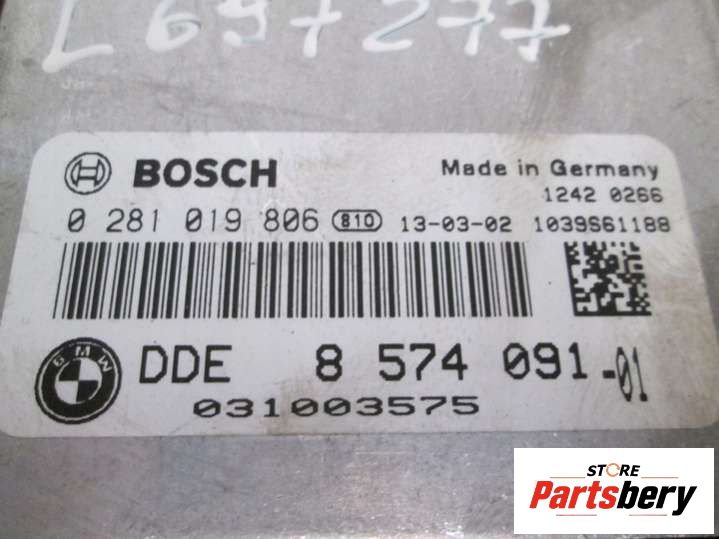 L697277
BOSCH Made in Germany
1242 0266
0 281 019 806 810 13-03-02 1039S61188
BMW DDE 8 574 091-01
031003575
STORE
Partsbery